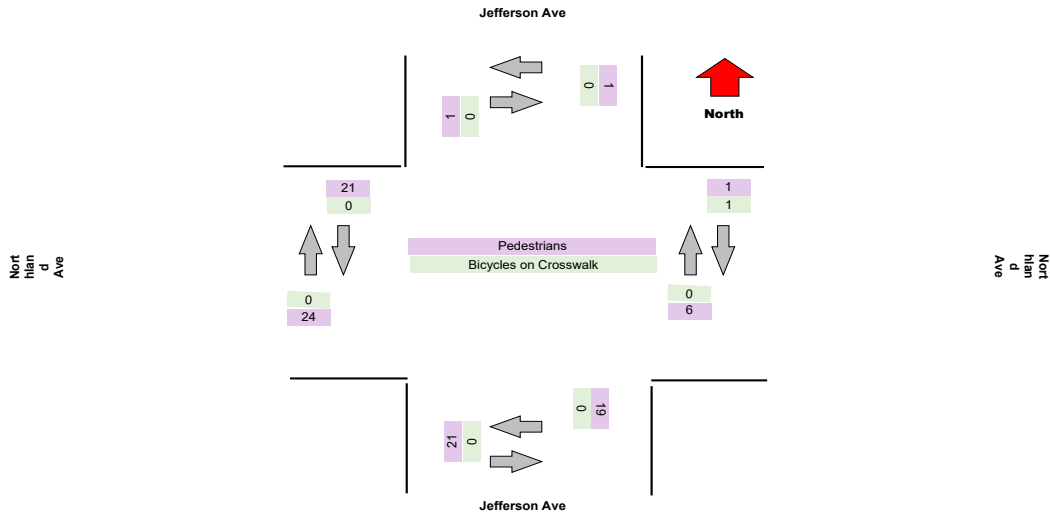 Jefferson Ave
0
1
1
0
North
21
0
1
1
Nort
hlan
d
Ave
Pedestrians
Bicycles on Crosswalk
Nort
hlan
d
Ave
0
24
0
6
0
19
21
0
Jefferson Ave